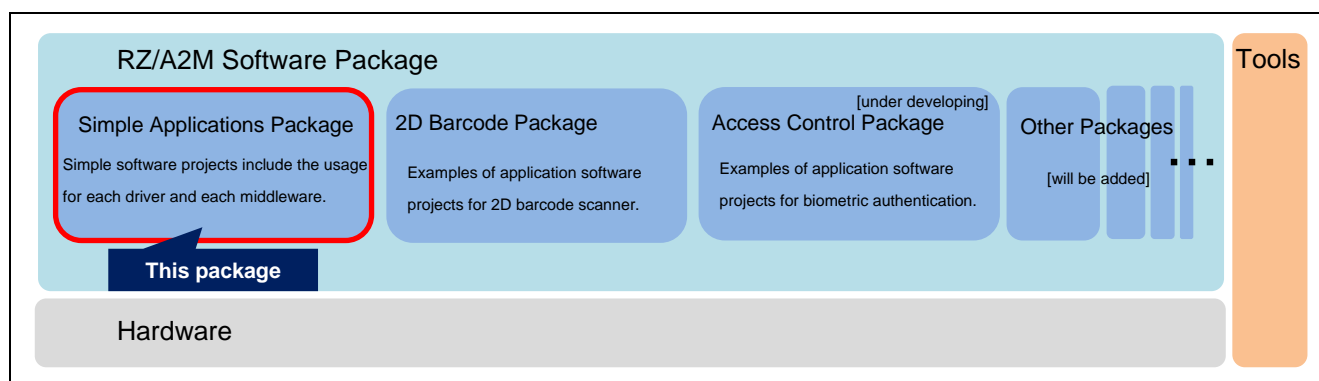 RZ/A2M Software Package
Tools
Simple Applications Package
Simple software projects include the usage
for each driver and each middleware.
This package
2D Barcode Package
Examples of application software
projects for 2D barcode scanner.
[under developing]
Access Control Package
Examples of application software
projects for biometric authentication.
Other Packages
...
[will be added]
Hardware